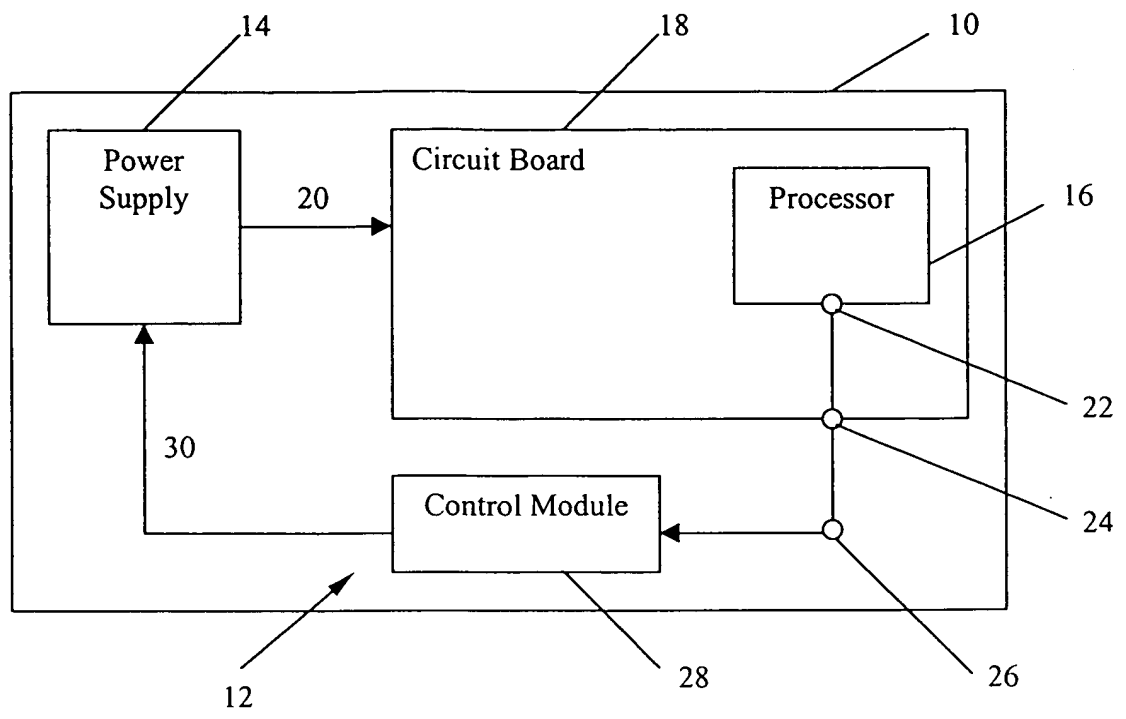 14
18
10
Power
Supply
Circuit Board
Processor
20
16
22
30
Control Module
24
12
28
26